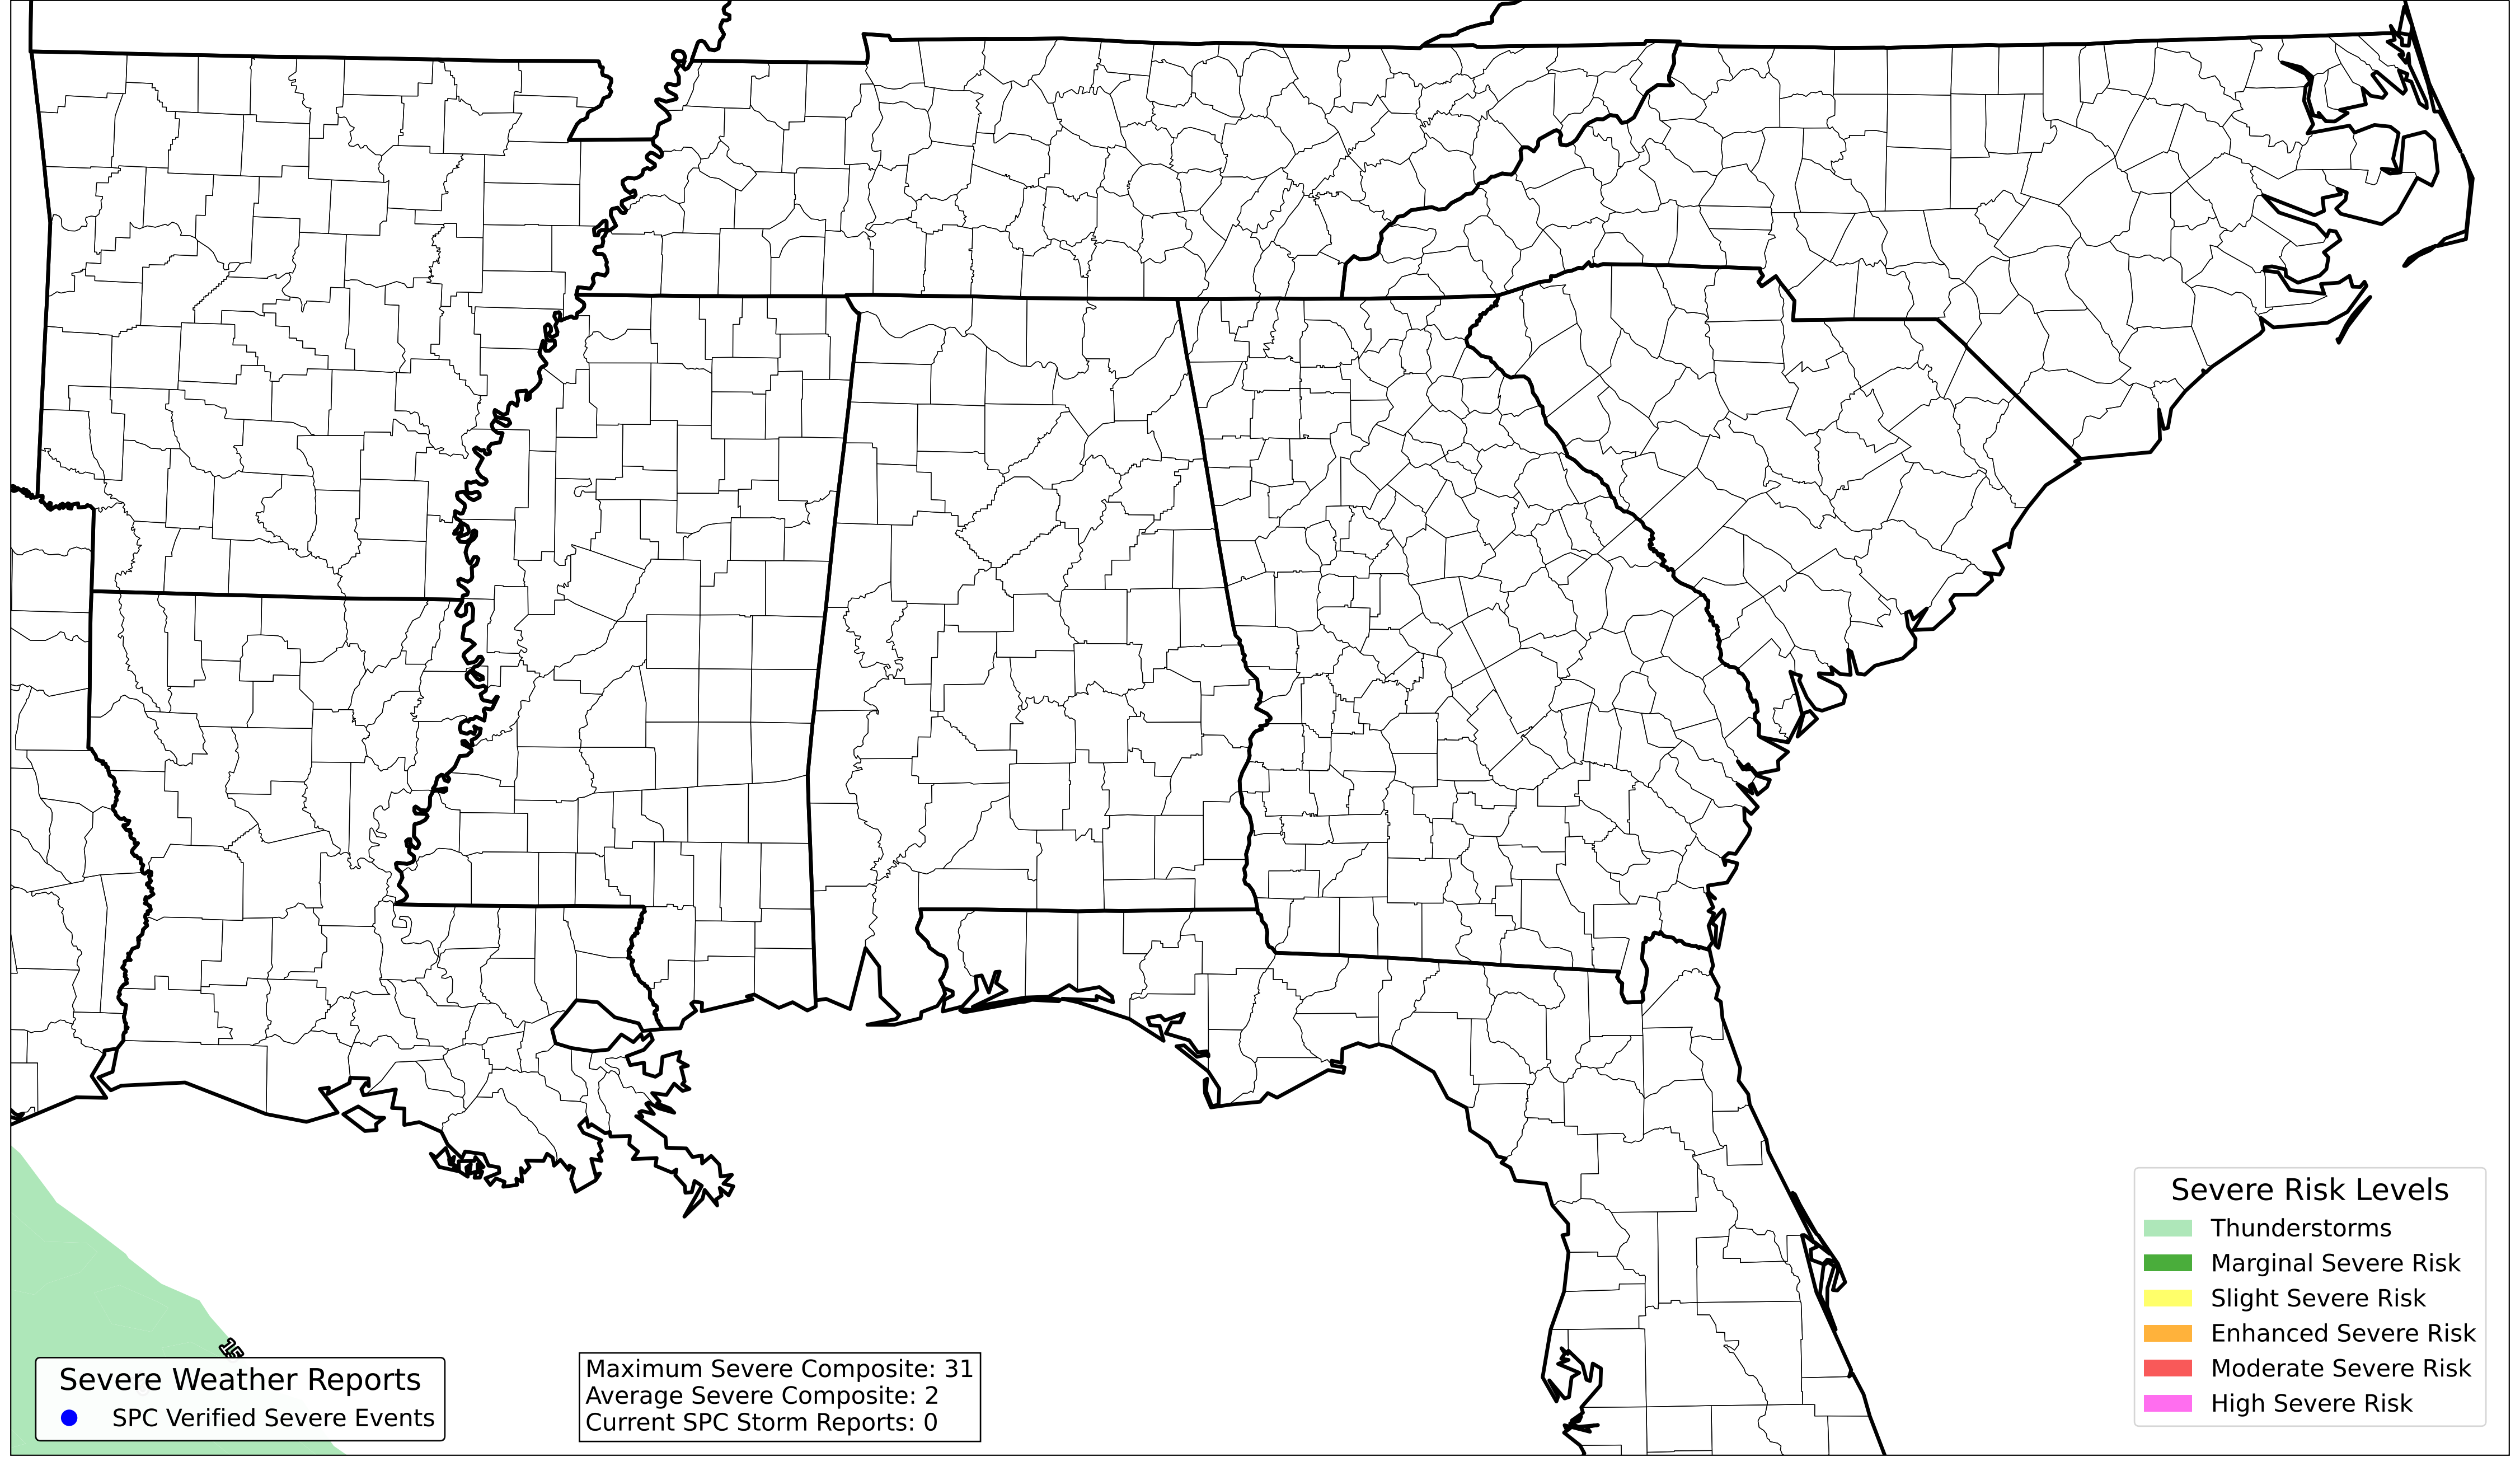 Severe Risk Levels
Thunderstorms
Marginal Severe Risk
Slight Severe Risk
Enhanced Severe Risk
Moderate Severe Risk
High Severe Risk
Severe Weather Reports
SPC Verified Severe Events
Maximum Severe Composite: 31
Average Severe Composite: 2
Current SPC Storm Reports: 0